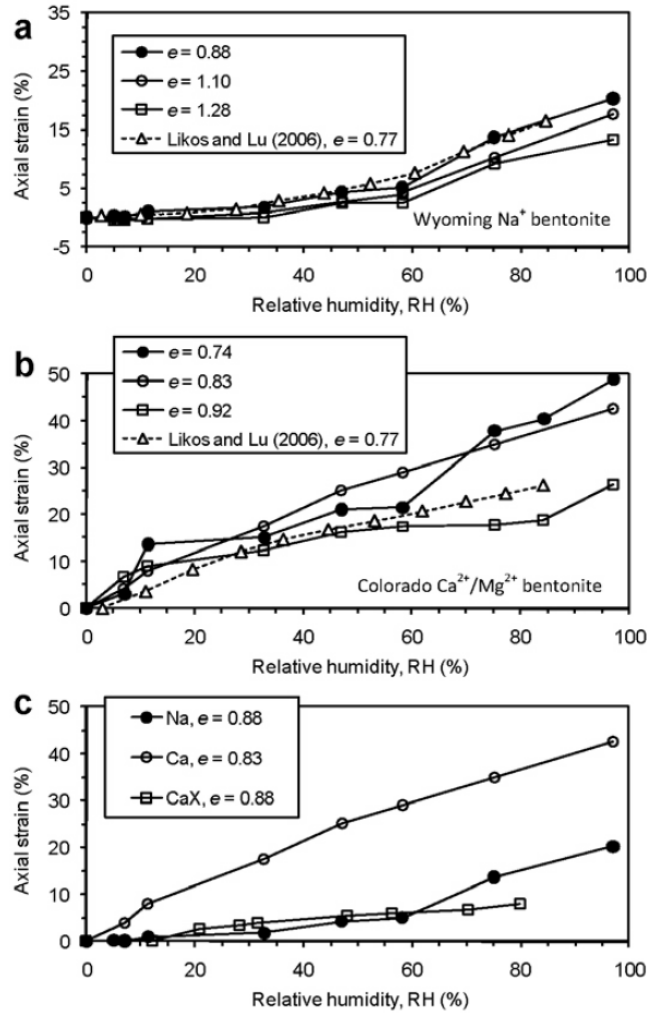 a
35
25
15
5
-5
Axial strain (%)
e = 0.88
e = 1.10
e = 1.28
Likos and Lu (2006), e = 0.77
Wyoming Na⁺ bentonite
0 20 40 60 80 100
Relative humidity, RH (%)
b
50
40
30
20
10
0
Axial strain (%)
e = 0.74
e = 0.83
e = 0.92
Likos and Lu (2006), e = 0.77
Colorado Ca²⁺/Mg²⁺ bentonite
0 20 40 60 80 100
Relative humidity, RH (%)
c
50
40
30
20
10
0
Axial strain (%)
Na, e = 0.88
Ca, e = 0.83
CaX, e = 0.88
0 20 40 60 80 100
Relative humidity, RH (%)